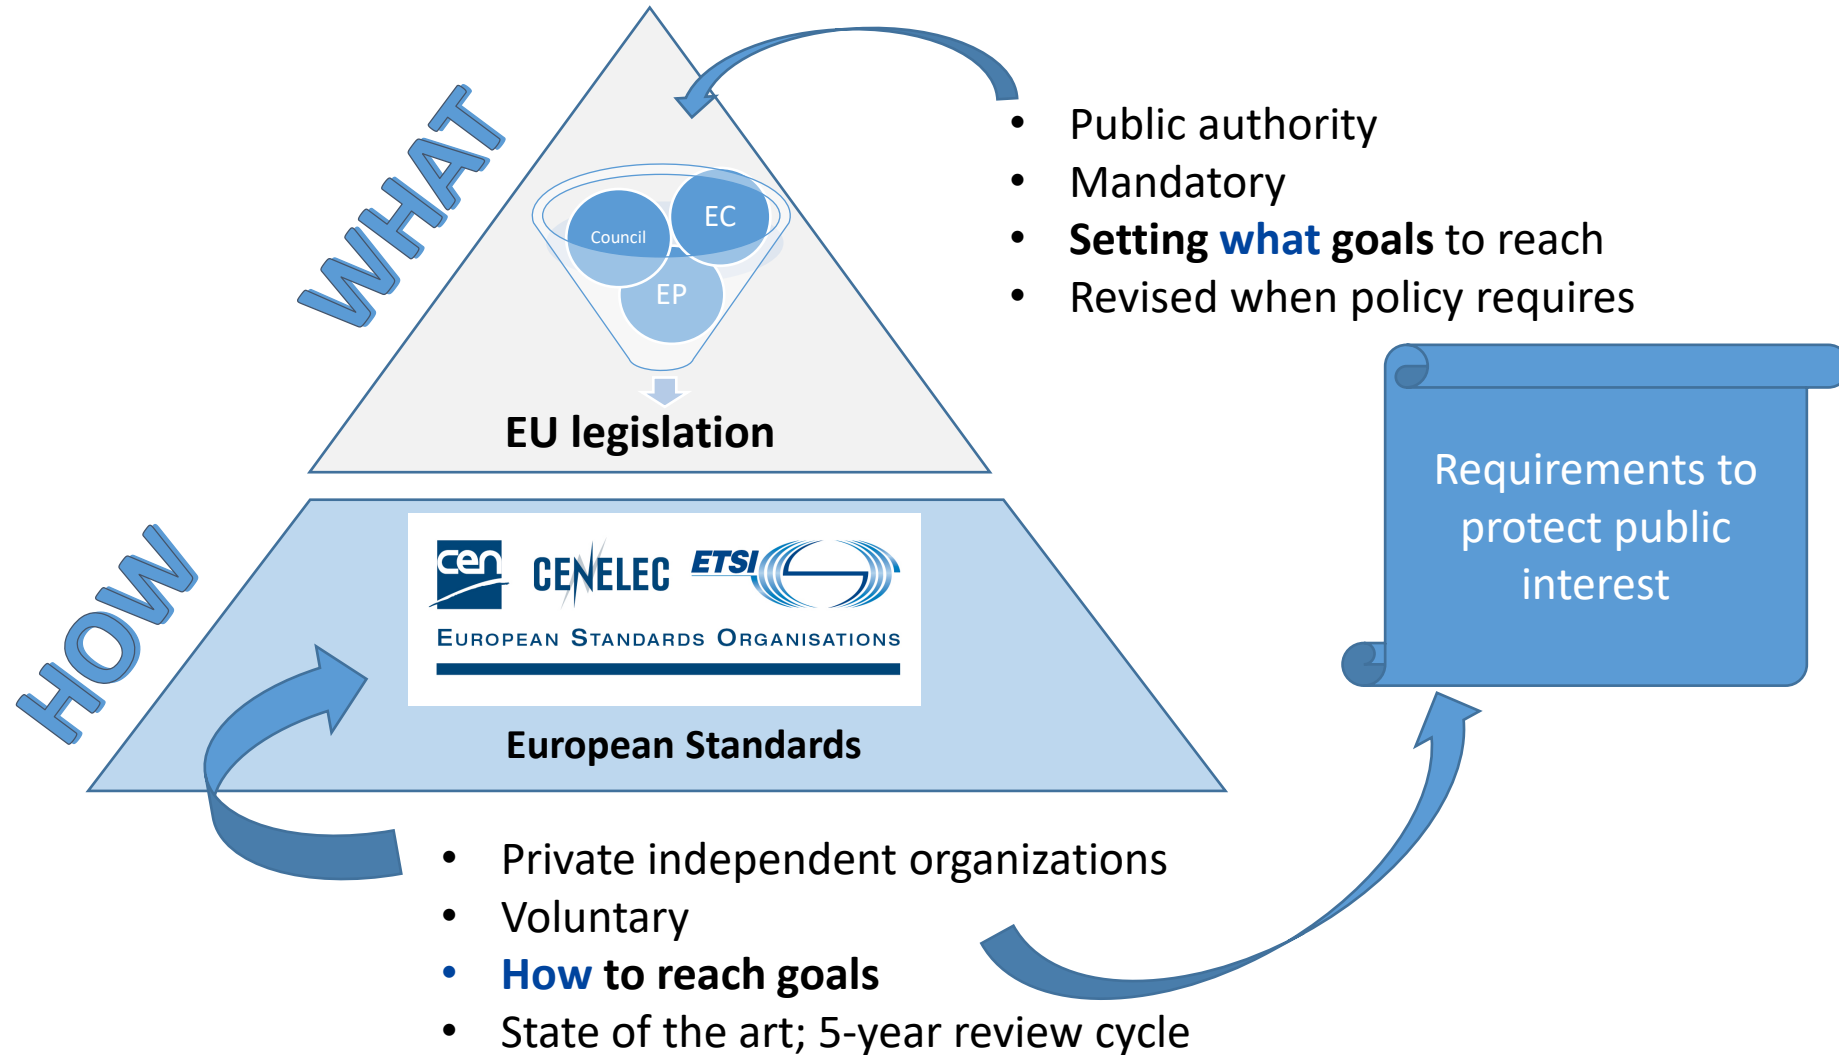 WHAT
Council
EC
EP
EU legislation
• Public authority
• Mandatory
• Setting what goals to reach
• Revised when policy requires
Requirements to
protect public
interest
HOW
cen
CENELEC
ETSI
EUROPEAN STANDARDS ORGANISATIONS
European Standards
• Private independent organizations
• Voluntary
• How to reach goals
• State of the art; 5-year review cycle